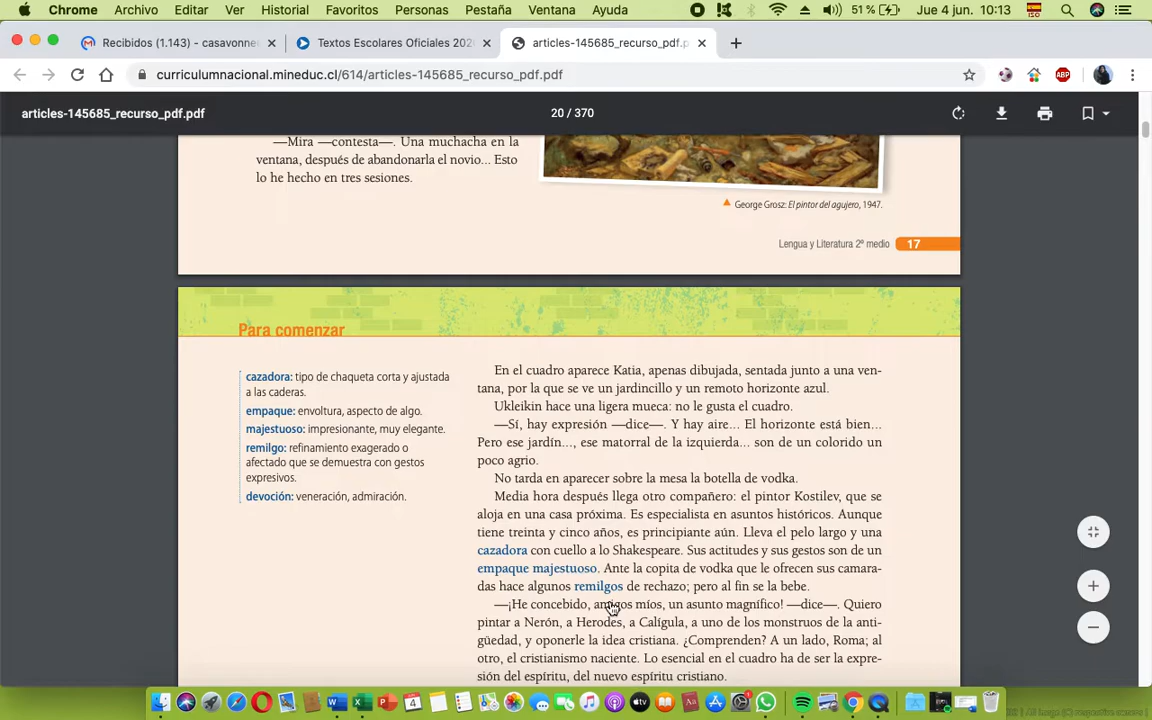 Chrome Archivo Editar Ver Historial Favoritos Personas Pestaña Ventana Ayuda 51 % Jue 4 jun. 10:13 ISO
Recibidos (1.143) - casavonne Textos Escolares Oficiales 202 articles-145685_recurso_pdf.p
curriculumnacional.mineduc.cl/614/articles-145685_recurso_pdf.pdf ABP
articles-145685_recurso_pdf.pdf 20 / 370
—Mira —contesta—. Una muchacha en la
ventana, después de abandonarla el novio... Esto
lo he hecho en tres sesiones.
George Grosz: El pintor del agujero, 1947.
Lengua y Literatura 2º medio 17
Para comenzar
cazadora: tipo de chaqueta corta y ajustada
a las caderas.
empaque: envoltura, aspecto de algo.
majestuoso: impresionante, muy elegante.
remilgo: refinamiento exagerado o
afectado que se demuestra con gestos
expresivos.
devoción: veneración, admiración.
En el cuadro aparece Katia, apenas dibujada, sentada junto a una ven-
tana, por la que se ve un jardincillo y un remoto horizonte azul.
Ukleikin hace una ligera mueca: no le gusta el cuadro.
—Sí, hay expresión —dice—. Y hay aire... El horizonte está bien...
Pero ese jardín..., ese matorral de la izquierda... son de un colorido un
poco agrio.
No tarda en aparecer sobre la mesa la botella de vodka.
Media hora después llega otro compañero: el pintor Kostilev, que se
aloja en una casa próxima. Es especialista en asuntos históricos. Aunque
tiene treinta y cinco años, es principiante aún. Lleva el pelo largo y una
cazadora con cuello a lo Shakespeare. Sus actitudes y sus gestos son de un
empaque majestuoso. Ante la copita de vodka que le ofrecen sus camara-
das hace algunos remilgos de rechazo; pero al fin se la bebe.
—¡He concebido, amigos míos, un asunto magnífico! —dice—. Quiero
pintar a Nerón, a Herodes, a Calígula, a uno de los monstruos de la anti-
güedad, y oponerle la idea cristiana. ¿Comprenden? A un lado, Roma; al
otro, el cristianismo naciente. Lo esencial en el cuadro ha de ser la expre-
sión del espíritu, del nuevo espíritu cristiano.